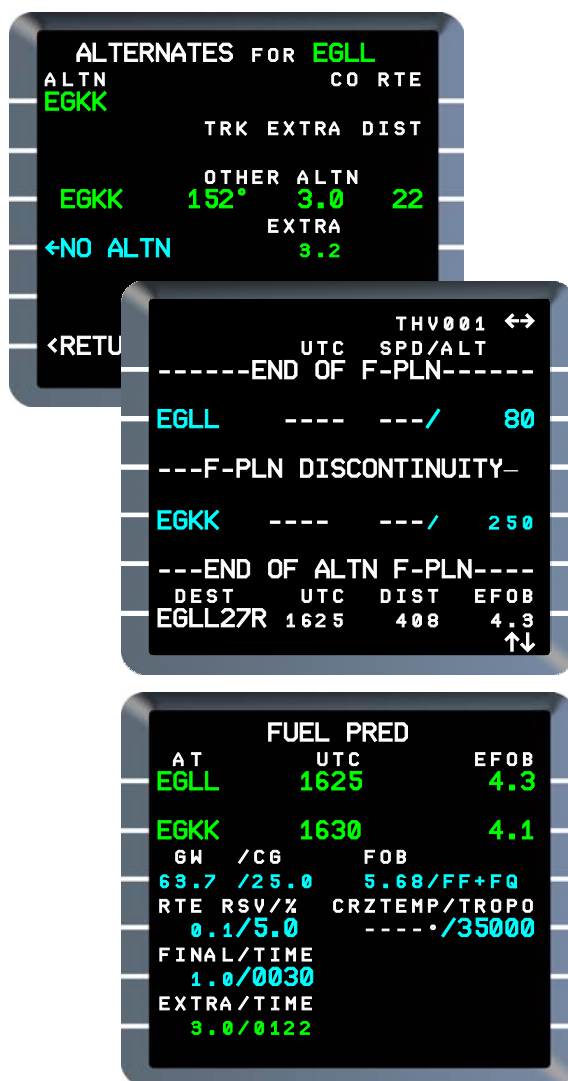 ALTERNATES FOR EGLL
ALTN CO RTE
EGKK
TRK EXTRA DIST
OTHER ALTN
EGKK 152° 3.0 22
EXTRA
←NO ALTN 3.2
<RETU
THV001 ←→
UTC SPD/ALT
------END OF F-PLN------
EGLL ---- ---/ 80
---F-PLN DISCONTINUITY—
EGKK ---- ---/ 250
---END OF ALTN F-PLN----
DEST UTC DIST EFOB
EGLL27R 1625 408 4.3
↑↓
FUEL PRED
AT UTC EFOB
EGLL 1625 4.3
EGKK 1630 4.1
GW /CG FOB
63.7 /25.0 5.68/FF+FQ
RTE RSV/% CRZTEMP/TROPO
0.1/5.0 ----•/35000
FINAL/TIME
1.0/0030
EXTRA/TIME
3.0/0122